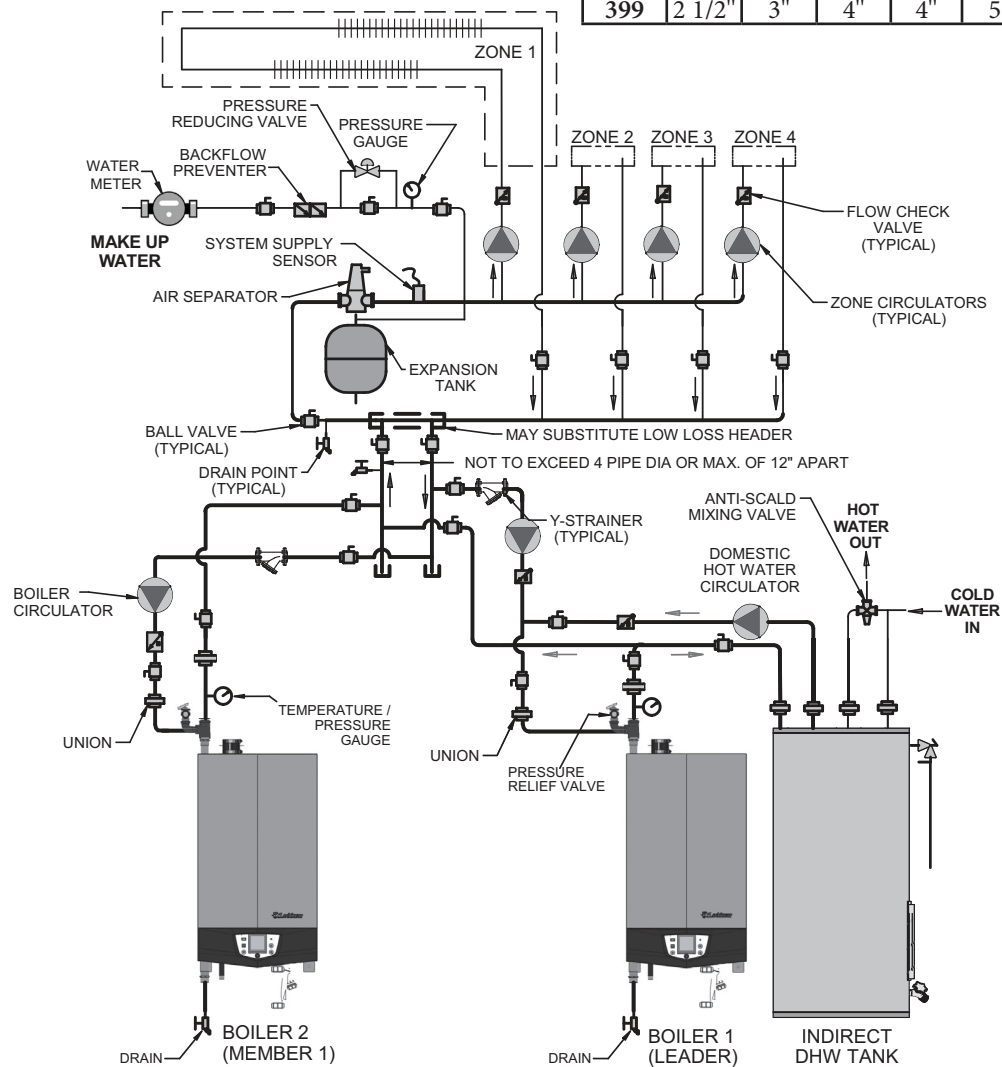 399 2 1/2" 3" 4" 4" 5
ZONE 1
PRESSURE
REDUCING VALVE
PRESSURE
GAUGE
BACKFLOW
PREVENTER
WATER
METER
MAKE UP
WATER
ZONE 2
ZONE 3
ZONE 4
FLOW CHECK
VALVE
(TYPICAL)
SYSTEM SUPPLY
SENSOR
AIR SEPARATOR
ZONE CIRCULATORS
(TYPICAL)
EXPANSION
TANK
BALL VALVE
(TYPICAL)
MAY SUBSTITUTE LOW LOSS HEADER
DRAIN POINT
(TYPICAL)
NOT TO EXCEED 4 PIPE DIA OR MAX. OF 12" APART
Y-STRAINER
(TYPICAL)
ANTI-SCALD
MIXING VALVE
HOT
WATER
OUT
DOMESTIC
HOT WATER
CIRCULATOR
COLD
WATER
IN
BOILER
CIRCULATOR
TEMPERATURE /
PRESSURE
GAUGE
UNION
UNION
PRESSURE
RELIEF VALVE
Lochinvar
Lochinvar
DRAIN
BOILER 2
(MEMBER 1)
DRAIN
BOILER 1
(LEADER)
INDIRECT
DHW TANK